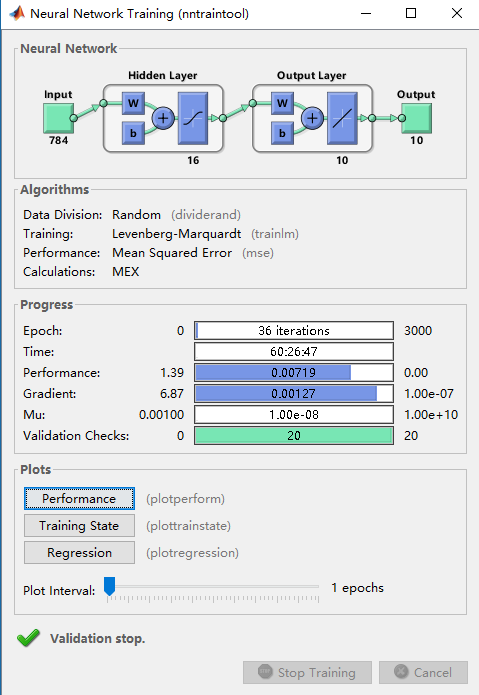 Neural Network Training (nntraintool)
Neural Network
Hidden Layer Output Layer
Input Output
W W
b b
784 16 10 10
Algorithms
Data Division: Random (dividerand)
Training: Levenberg-Marquardt (trainlm)
Performance: Mean Squared Error (mse)
Calculations: MEX
Progress
Epoch: 0 36 iterations 3000
Time: 60:26:47
Performance: 1.39 0.00719 0.00
Gradient: 6.87 0.00127 1.00e-07
Mu: 0.00100 1.00e-08 1.00e+10
Validation Checks: 0 20 20
Plots
Performance (plotperform)
Training State (plottrainstate)
Regression (plotregression)
Plot Interval: 1 epochs
Validation stop.
Stop Training Cancel